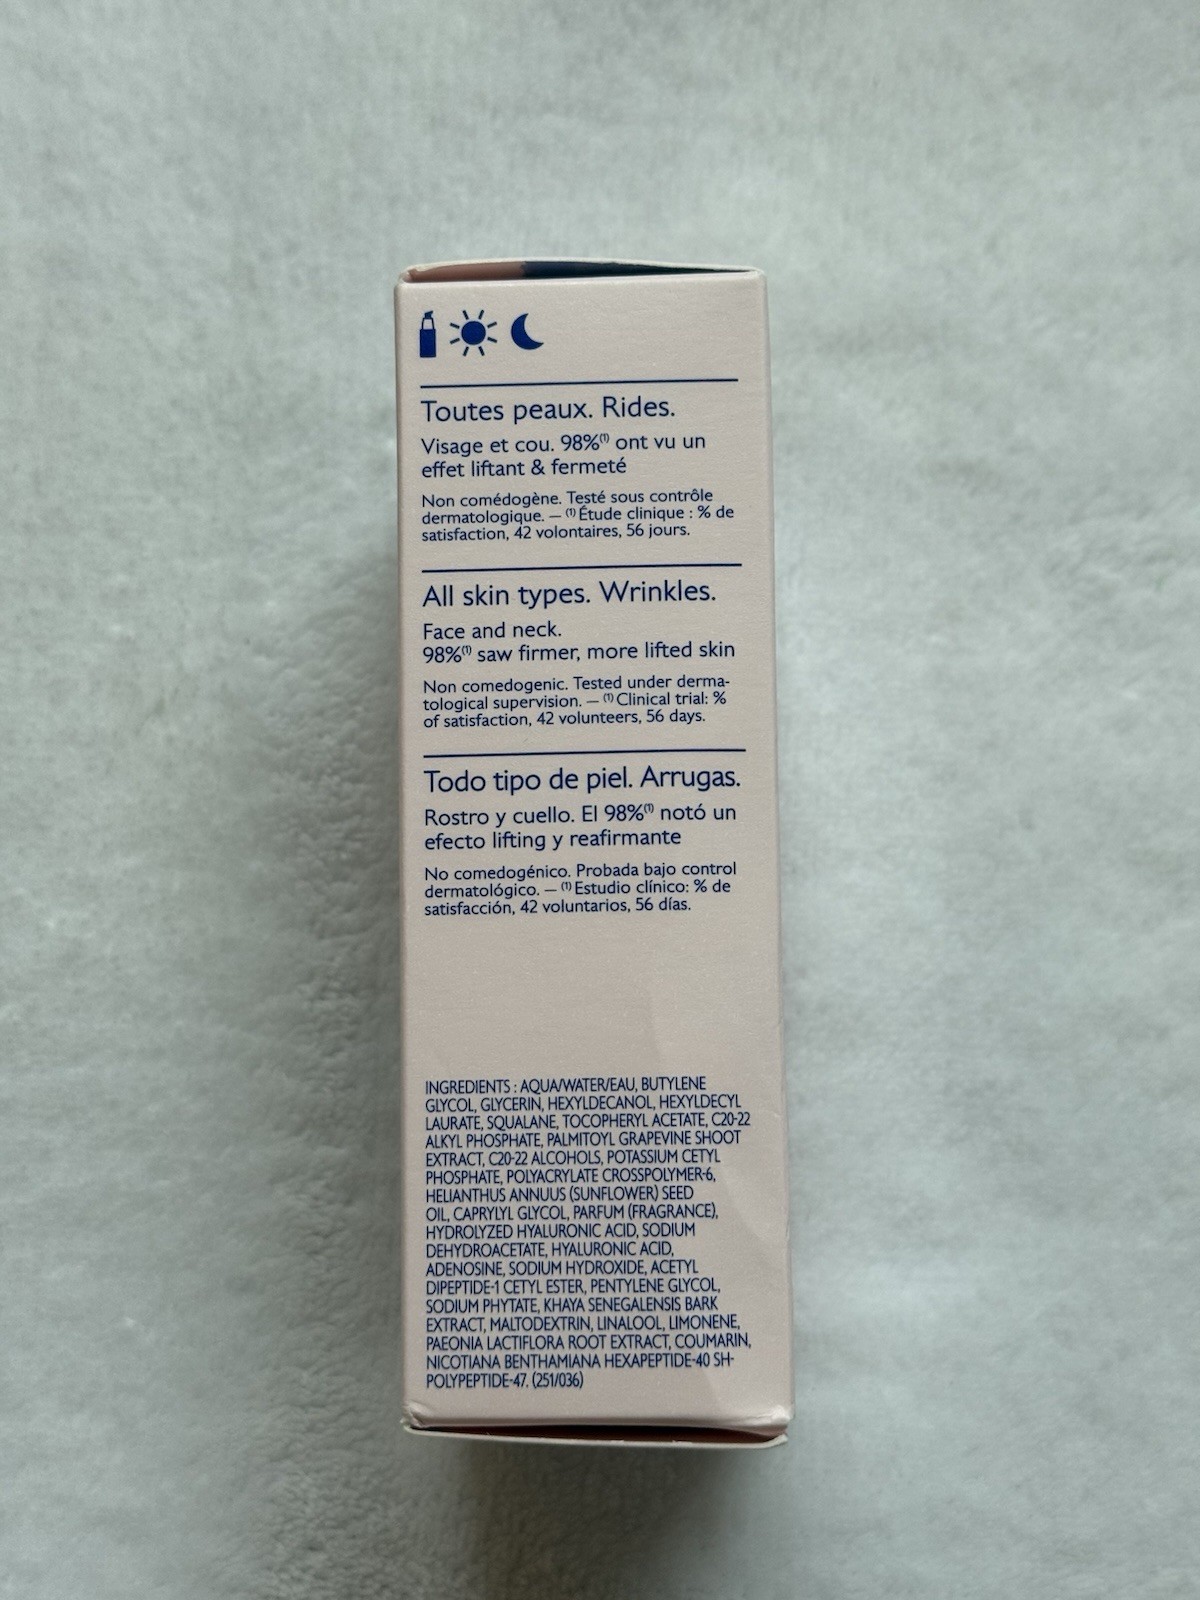 Toutes peaux. Rides.
Visage et cou. 98%⁽¹⁾ ont vu un
effet liftant & fermeté
Non comédogène. Testé sous contrôle
dermatologique. — ⁽¹⁾ Étude clinique : % de
satisfaction, 42 volontaires, 56 jours.
All skin types. Wrinkles.
Face and neck.
98%⁽¹⁾ saw firmer, more lifted skin
Non comedogenic. Tested under derma-
tological supervision. — ⁽¹⁾ Clinical trial: %
of satisfaction, 42 volunteers, 56 days.
Todo tipo de piel. Arrugas.
Rostro y cuello. El 98%⁽¹⁾ notó un
efecto lifting y reafirmante
No comedogénico. Probada bajo control
dermatológico. — ⁽¹⁾ Estudio clínico: % de
satisfacción, 42 voluntarios, 56 días.
INGREDIENTS : AQUA/WATER/EAU, BUTYLENE
GLYCOL, GLYCERIN, HEXYLDECANOL, HEXYLDECYL
LAURATE, SQUALANE, TOCOPHERYL ACETATE, C20-22
ALKYL PHOSPHATE, PALMITOYL GRAPEVINE SHOOT
EXTRACT, C20-22 ALCOHOLS, POTASSIUM CETYL
PHOSPHATE, POLYACRYLATE CROSSPOLYMER-6,
HELIANTHUS ANNUUS (SUNFLOWER) SEED
OIL, CAPRYLYL GLYCOL, PARFUM (FRAGRANCE),
HYDROLYZED HYALURONIC ACID, SODIUM
DEHYDROACETATE, HYALURONIC ACID,
ADENOSINE, SODIUM HYDROXIDE, ACETYL
DIPEPTIDE-1 CETYL ESTER, PENTYLENE GLYCOL,
SODIUM PHYTATE, KHAYA SENEGALENSIS BARK
EXTRACT, MALTODEXTRIN, LINALOOL, LIMONENE,
PAEONIA LACTIFLORA ROOT EXTRACT, COUMARIN,
NICOTIANA BENTHAMIANA HEXAPEPTIDE-40 SH-
POLYPEPTIDE-47. (251/036)